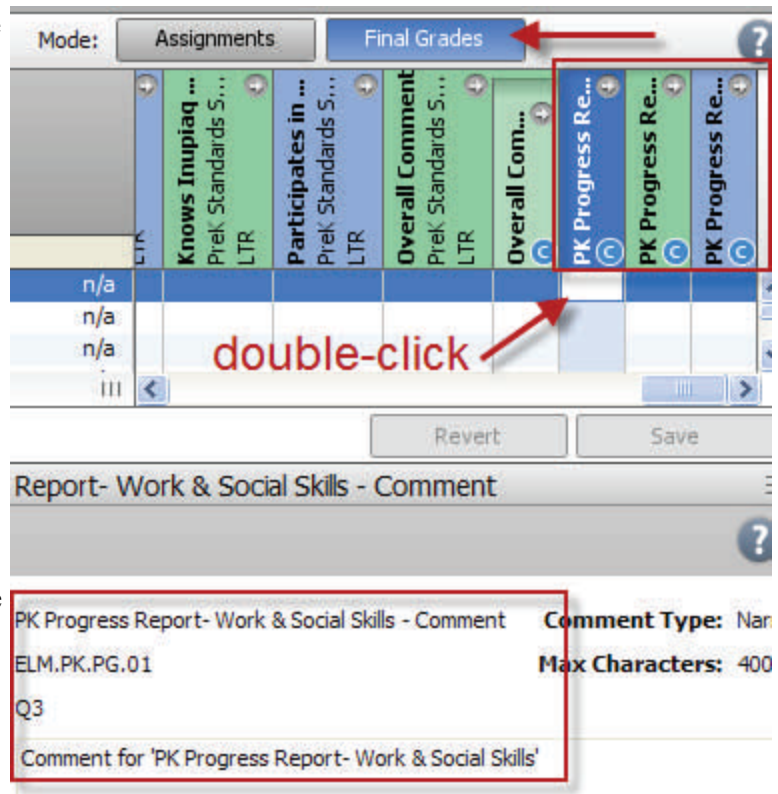 Mode: Assignments Final Grades ?
LTR
Knows Inupiaq ...
PreK Standards S...
LTR
Participates in ...
PreK Standards S...
LTR
Overall Comment
PreK Standards S...
LTR
Overall Com...
C
PK Progress Re...
C
PK Progress Re...
C
PK Progress Re...
C
n/a
n/a
n/a
double-click
Revert Save
Report- Work & Social Skills - Comment
?
PK Progress Report- Work & Social Skills - Comment Comment Type: Nar
ELM.PK.PG.01 Max Characters: 400
Q3
Comment for 'PK Progress Report- Work & Social Skills'